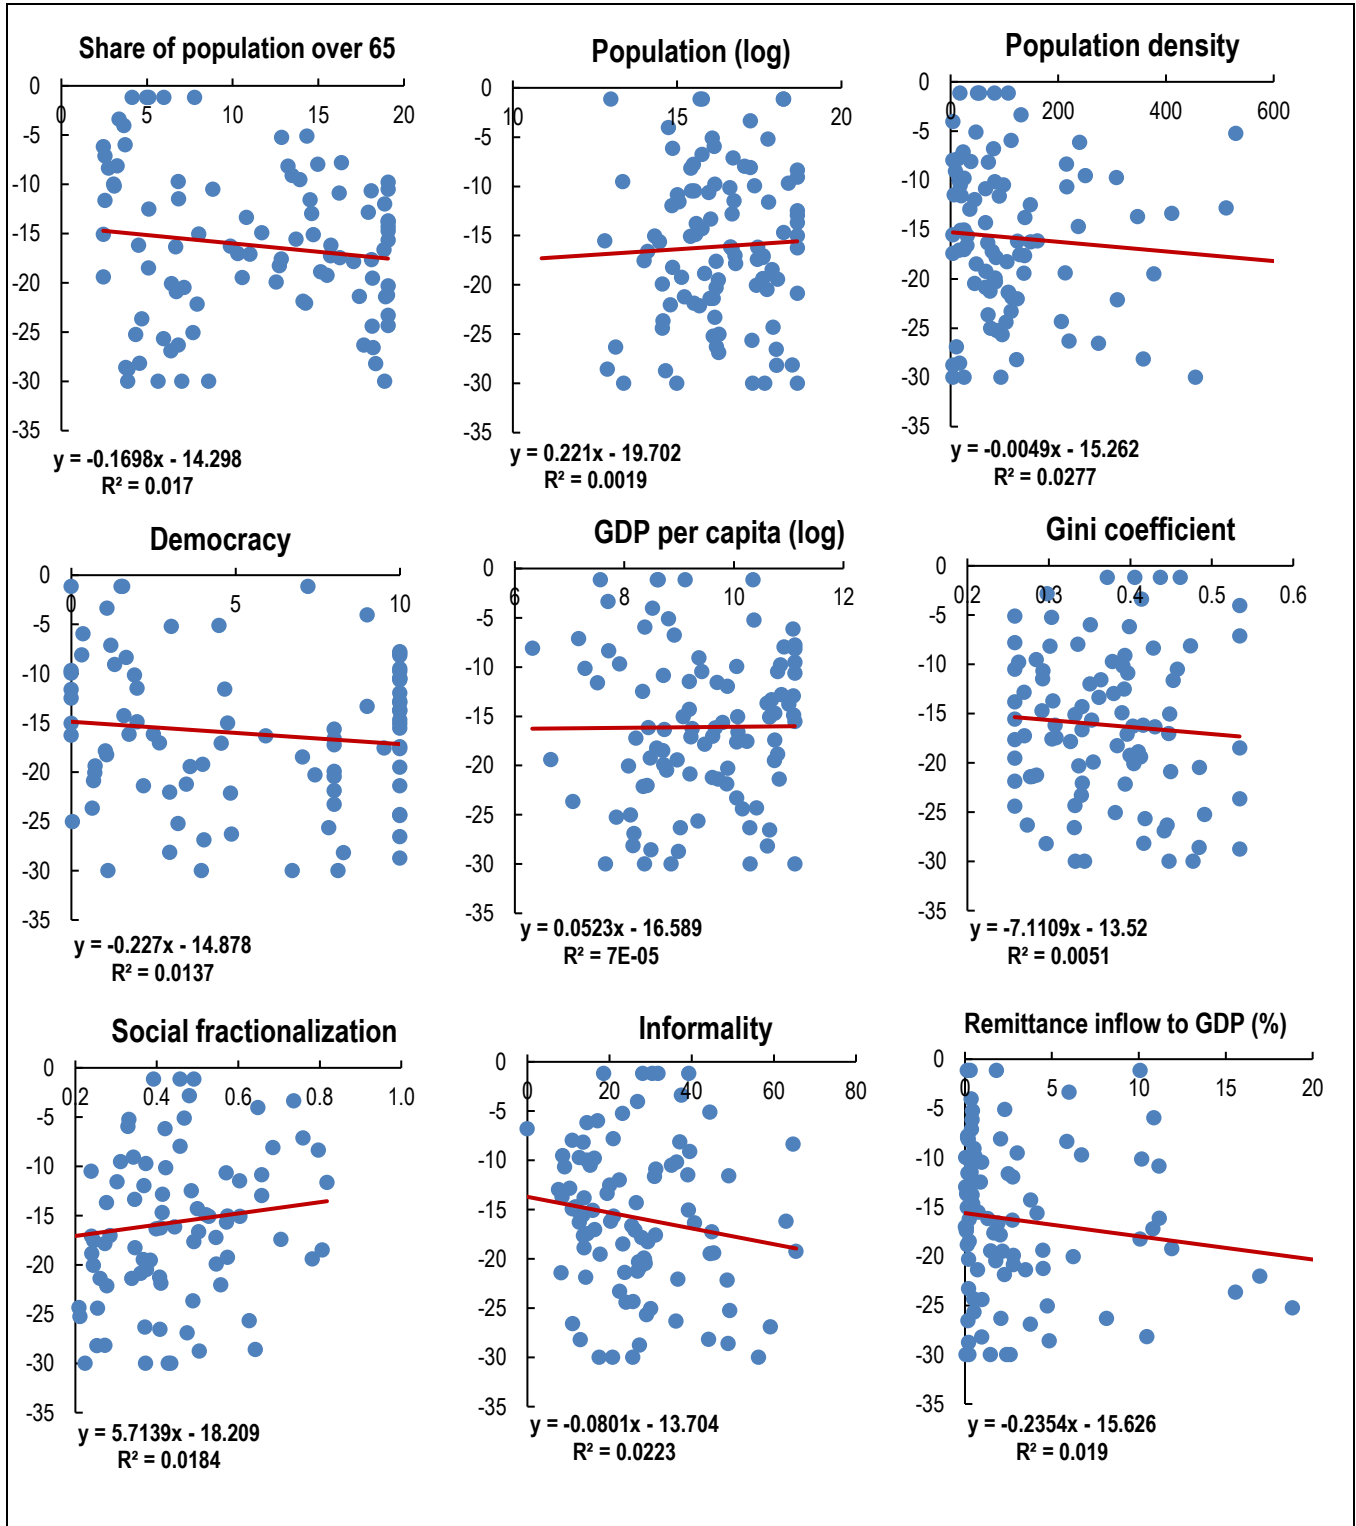 Share of population over 65
0
0 5 10 15 20
-5
-10
-15
-20
-25
-30
-35
y = -0.1698x - 14.298
R² = 0.017
Population (log)
0
10 15 20
-5
-10
-15
-20
-25
-30
-35
y = 0.221x - 19.702
R² = 0.0019
Population density
0
0 200 400 600
-5
-10
-15
-20
-25
-30
-35
y = -0.0049x - 15.262
R² = 0.0277
Democracy
0
0 5 10
-5
-10
-15
-20
-25
-30
-35
y = -0.227x - 14.878
R² = 0.0137
GDP per capita (log)
0
6 8 10 12
-5
-10
-15
-20
-25
-30
-35
y = 0.0523x - 16.589
R² = 7E-05
Gini coefficient
0
0.2 0.3 0.4 0.5 0.6
-5
-10
-15
-20
-25
-30
-35
y = -7.1109x - 13.52
R² = 0.0051
Social fractionalization
0
0.2 0.4 0.6 0.8 1.0
-5
-10
-15
-20
-25
-30
-35
y = 5.7139x - 18.209
R² = 0.0184
Informality
0
0 20 40 60 80
-5
-10
-15
-20
-25
-30
-35
y = -0.0801x - 13.704
R² = 0.0223
Remittance inflow to GDP (%)
0
0 5 10 15 20
-5
-10
-15
-20
-25
-30
-35
y = -0.2354x - 15.626
R² = 0.019